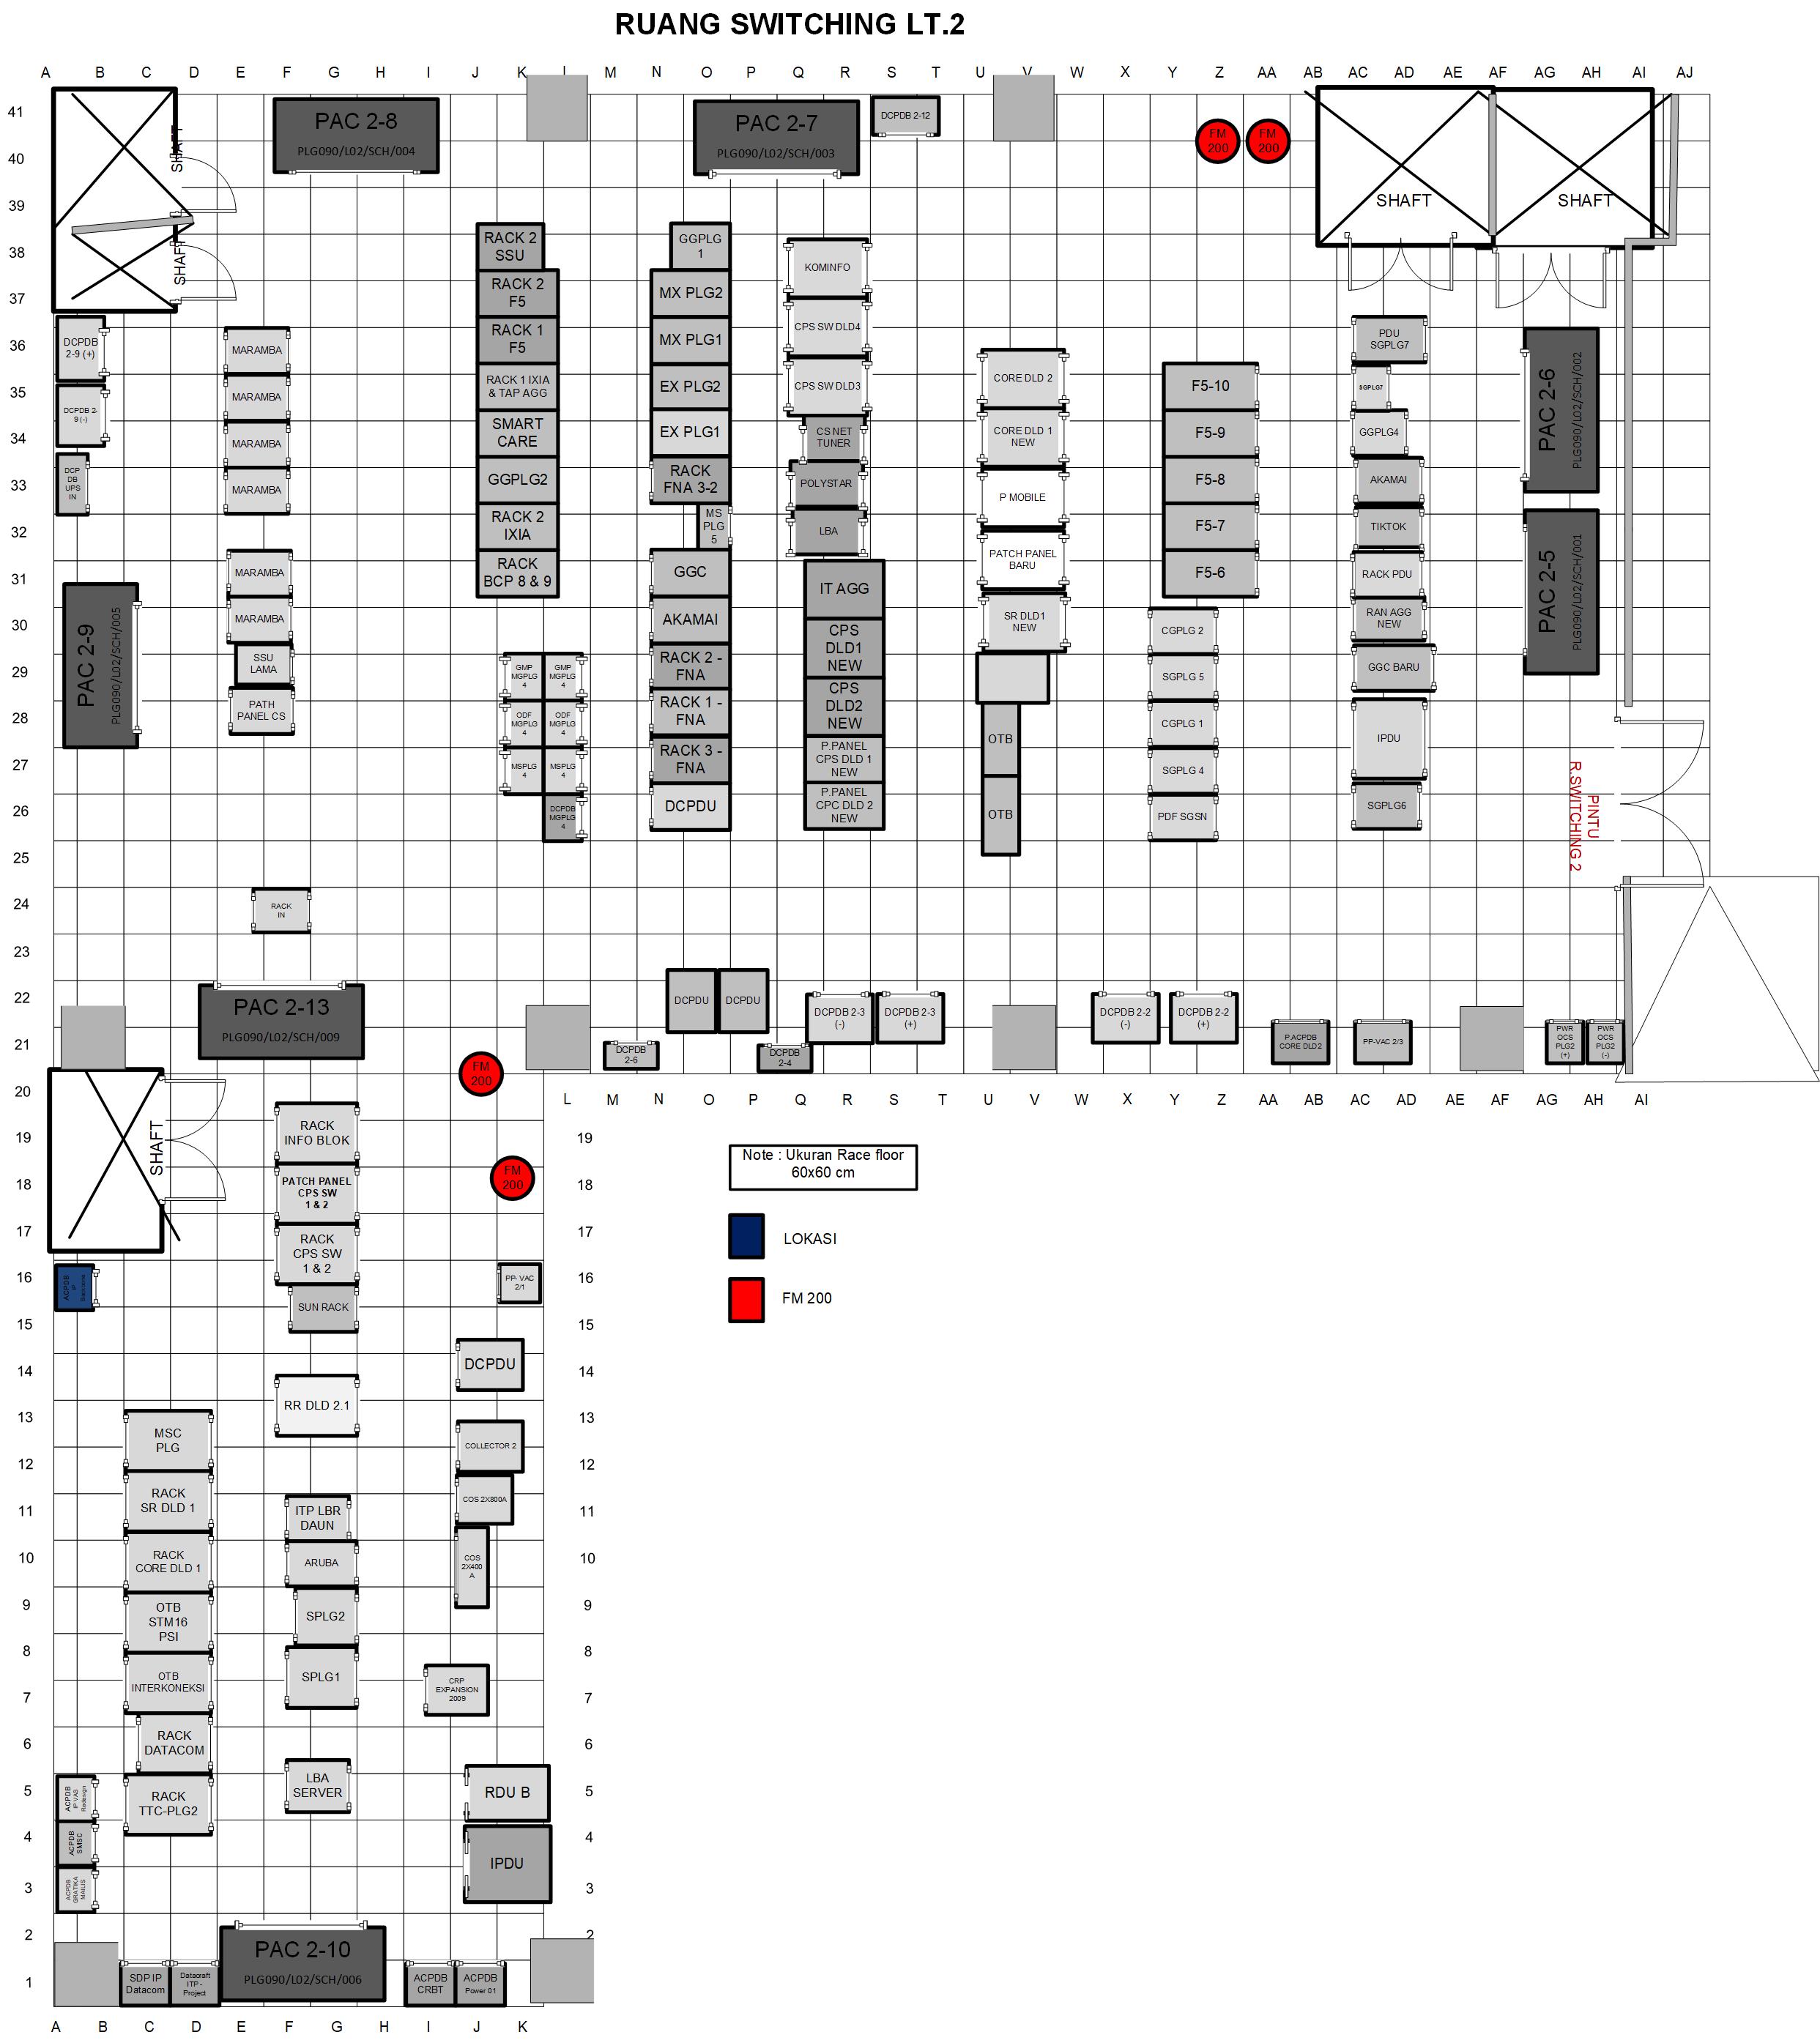 RUANG SWITCHING LT.2
A B C D E F G H I J K L M N O P Q R S T U V W X Y Z AA AB AC AD AE AF AG AH AI AJ
41
40
39
38
37
36
35
34
33
32
31
30
29
28
27
26
25
24
23
22
21
20
19
18
17
16
15
14
13
12
11
10
9
8
7
6
5
4
3
2
1
SHAFT
SHAFT
PAC 2-8
PLG090/L02/SCH/004
PAC 2-7
PLG090/L02/SCH/003
DCPDB 2-12
FM
200
FM
200
SHAFT
SHAFT
DCPDB
2-9 (+)
DCPDB 2-
9 (-)
DCP
DB
UPS
IN
PAC 2-9
PLG090/L02/SCH/005
MARAMBA
MARAMBA
MARAMBA
MARAMBA
MARAMBA
MARAMBA
SSU
LAMA
PATH
PANEL CS
RACK
IN
RACK 2
SSU
RACK 2
F5
RACK 1
F5
RACK 1 IXIA
& TAP AGG
SMART
CARE
GGPLG2
RACK 2
IXIA
RACK
BCP 8 & 9
GMP
MGPLG
4
GMP
MGPLG
4
ODF
MGPLG
4
ODF
MGPLG
4
MSPLG
4
MSPLG
4
DCPDB
MGPLG
4
GGPLG
1
MX PLG2
MX PLG1
EX PLG2
EX PLG1
RACK
FNA 3-2
MS
PLG
5
GGC
AKAMAI
RACK 2 -
FNA
RACK 1 -
FNA
RACK 3 -
FNA
DCPDU
KOMINFO
CPS SW DLD4
CPS SW DLD3
CS NET
TUNER
POLYSTAR
LBA
IT AGG
CPS
DLD1
NEW
CPS
DLD2
NEW
P.PANEL
CPS DLD 1
NEW
P.PANEL
CPC DLD 2
NEW
CORE DLD 2
CORE DLD 1
NEW
P MOBILE
PATCH PANEL
BARU
SR DLD1
NEW
OTB
OTB
F5-10
F5-9
F5-8
F5-7
F5-6
CGPLG 2
SGPLG 5
CGPLG 1
SGPLG 4
PDF SGSN
PDU
SGPLG7
SGPLG7
GGPLG4
AKAMAI
TIKTOK
RACK PDU
RAN AGG
NEW
GGC BARU
IPDU
SGPLG6
PAC 2-6
PLG090/L02/SCH/002
PAC 2-5
PLG090/L02/SCH/001
PINTU
R.SWITCHING 2
PAC 2-13
PLG090/L02/SCH/009
DCPDU
DCPDU
DCPDB 2-3
(-)
DCPDB 2-3
(+)
DCPDB
2-6
DCPDB
2-4
DCPDB 2-2
(-)
DCPDB 2-2
(+)
P.ACPDB
CORE DLD2
PP-VAC 2/3
PWR
OCS
PLG2
(+)
PWR
OCS
PLG2
(-)
L M N O P Q R S T U V W X Y Z AA AB AC AD AE AF AG AH AI
FM
200
FM
200
SHAFT
RACK
INFO BLOK
PATCH PANEL
CPS SW
1 & 2
RACK
CPS SW
1 & 2
SUN RACK
RR DLD 2.1
ITP LBR
DAUN
ARUBA
SPLG2
SPLG1
LBA
SERVER
Note : Ukuran Race floor
60x60 cm
LOKASI
FM 200
ACPDB
IP
PP- VAC
2/1
DCPDU
COLLECTOR 2
COS 2X800A
COS
2X400
A
CRP
EXPANSION
2009
RDU B
IPDU
MSC
PLG
RACK
SR DLD 1
RACK
CORE DLD 1
OTB
STM16
PSI
OTB
INTERKONEKSI
RACK
DATACOM
RACK
TTC-PLG2
ACPDB
IP VAS
Redesign
ACPDB
SMSC
ACPDB
GRATIKA
MAILIS
19
18
17
16
15
14
13
12
11
10
9
8
7
6
5
4
3
2
SDP IP
Datacom
Datacraft
ITP -
Project
PAC 2-10
PLG090/L02/SCH/006
ACPDB
CRBT
ACPDB
Power 01
A B C D E F G H I J K